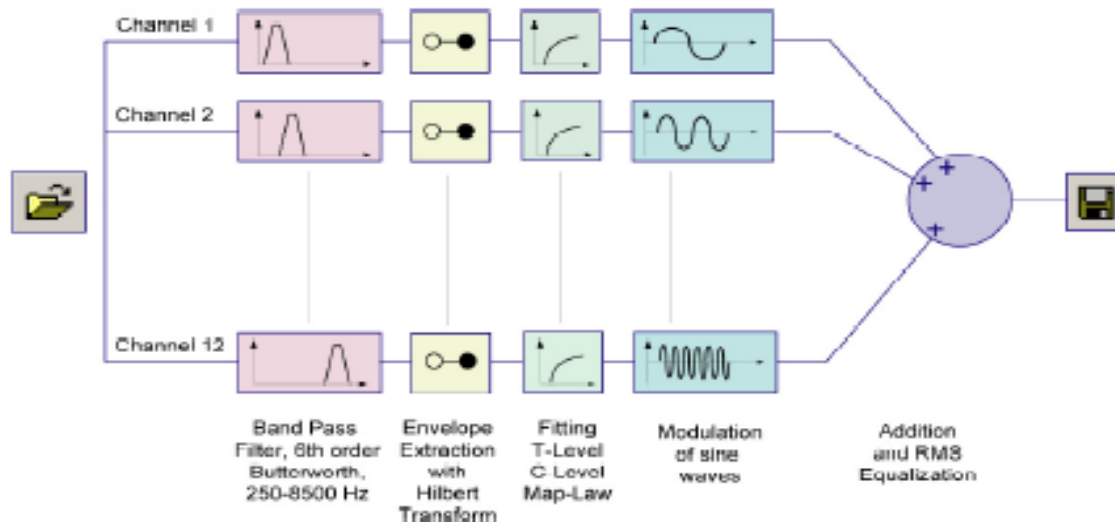 Channel 1
Channel 2
Channel 12
Band Pass
Filter, 6th order
Butterworth,
250-8500 Hz
Envelope
Extraction
with
Hilbert
Transform
Fitting
T-Level
C-Level
Map-Law
Modulation
of sine
waves
Addition
and RMS
Equalization
+
+
+